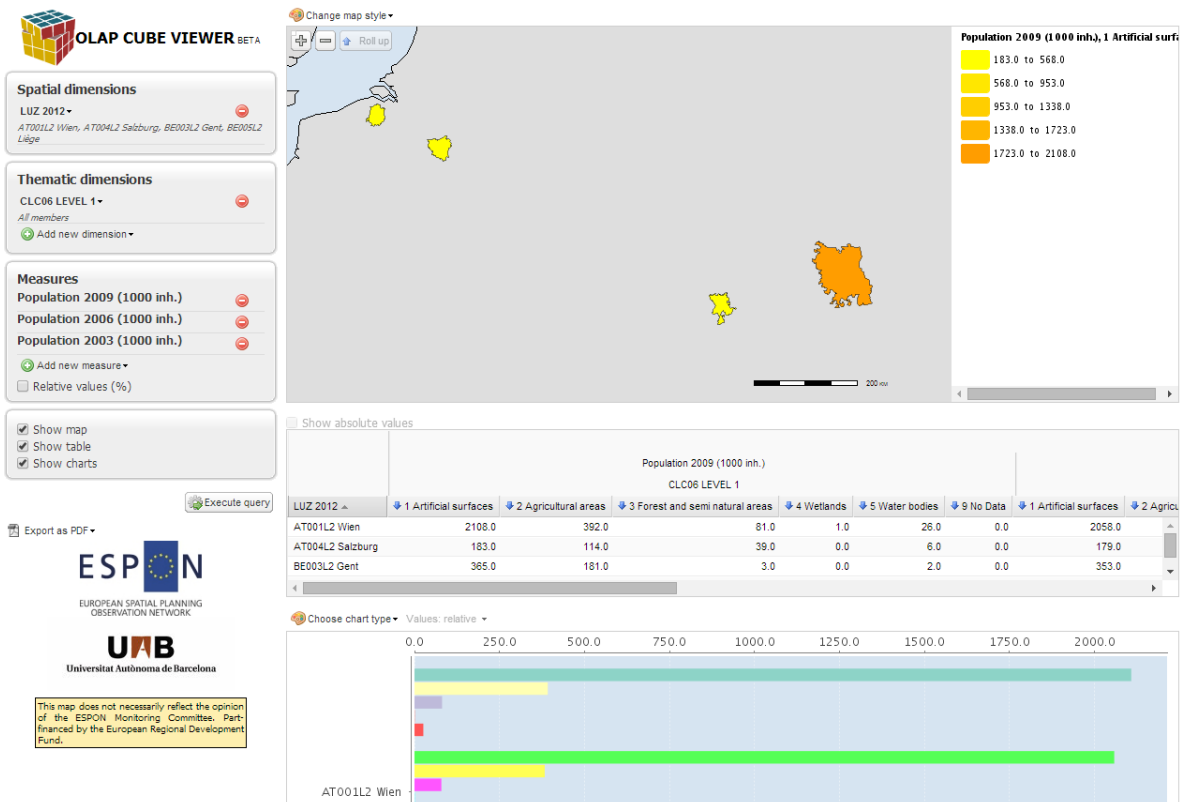 OLAP CUBE VIEWER BETA
Spatial dimensions
LUZ 2012
AT001L2 Wien, AT004L2 Salzburg, BE003L2 Gent, BE005L2
Liège
Thematic dimensions
CLC06 LEVEL 1
All members
Add new dimension
Measures
Population 2009 (1000 inh.)
Population 2006 (1000 inh.)
Population 2003 (1000 inh.)
Add new measure
Relative values (%)
Show map
Show table
Show charts
Execute query
Export as PDF
ESPON
EUROPEAN SPATIAL PLANNING
OBSERVATION NETWORK
UAB
Universitat Autònoma de Barcelona
This map does not necessarily reflect the opinion
of the ESPON Monitoring Committee. Part-
financed by the European Regional Development
Fund.
Change map style
Roll up
200 KM
Population 2009 (1000 inh.), 1 Artificial surfa
183.0 to 568.0
568.0 to 953.0
953.0 to 1338.0
1338.0 to 1723.0
1723.0 to 2108.0
Show absolute values
Population 2009 (1000 inh.)
CLC06 LEVEL 1
LUZ 2012 1 Artificial surfaces 2 Agricultural areas 3 Forest and semi natural areas 4 Wetlands 5 Water bodies 9 No Data 1 Artificial surfaces 2 Agricu
AT001L2 Wien 2108.0 392.0 81.0 1.0 26.0 0.0 2058.0
AT004L2 Salzburg 183.0 114.0 39.0 0.0 6.0 0.0 179.0
BE003L2 Gent 365.0 181.0 3.0 0.0 2.0 0.0 353.0
Choose chart type Values: relative
0.0 250.0 500.0 750.0 1000.0 1250.0 1500.0 1750.0 2000.0
AT001L2 Wien